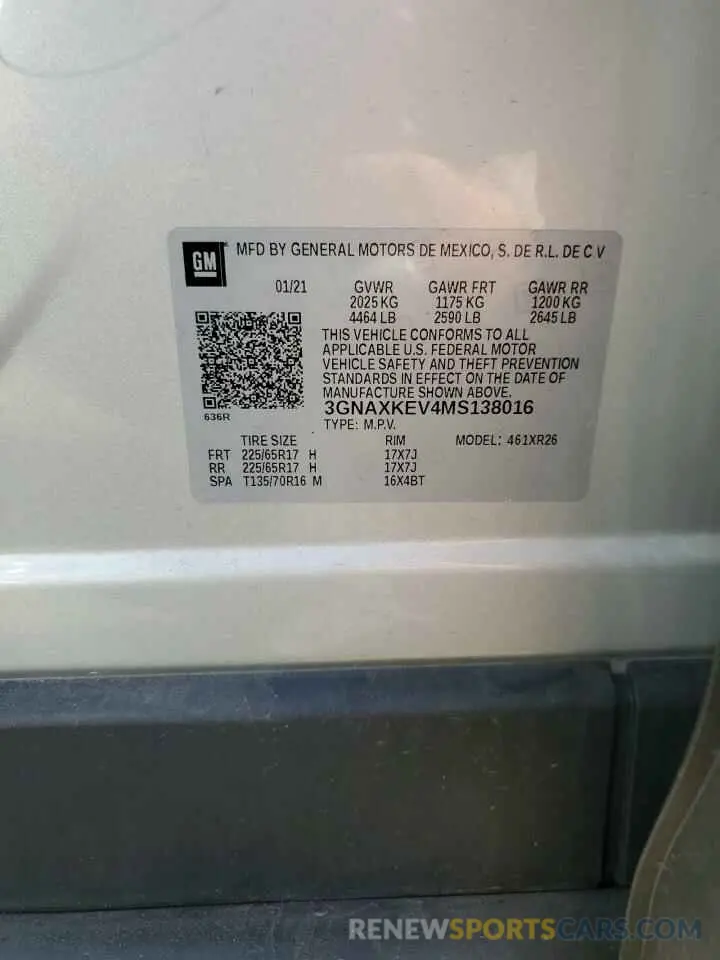 GM MFD BY GENERAL MOTORS DE MEXICO, S. DE R.L. DE C V
01/21 GVWR GAWR FRT GAWR RR
2025 KG 1175 KG 1200 KG
4464 LB 2590 LB 2645 LB
THIS VEHICLE CONFORMS TO ALL
APPLICABLE U.S. FEDERAL MOTOR
VEHICLE SAFETY AND THEFT PREVENTION
STANDARDS IN EFFECT ON THE DATE OF
MANUFACTURE SHOWN ABOVE.
3GNAXKEV4MS138016
636R TYPE: M.P.V.
TIRE SIZE RIM MODEL: 461XR26
FRT 225/65R17 H 17X7J
RR 225/65R17 H 17X7J
SPA T135/70R16 M 16X4BT
RENEWSPORTSCARS.COM